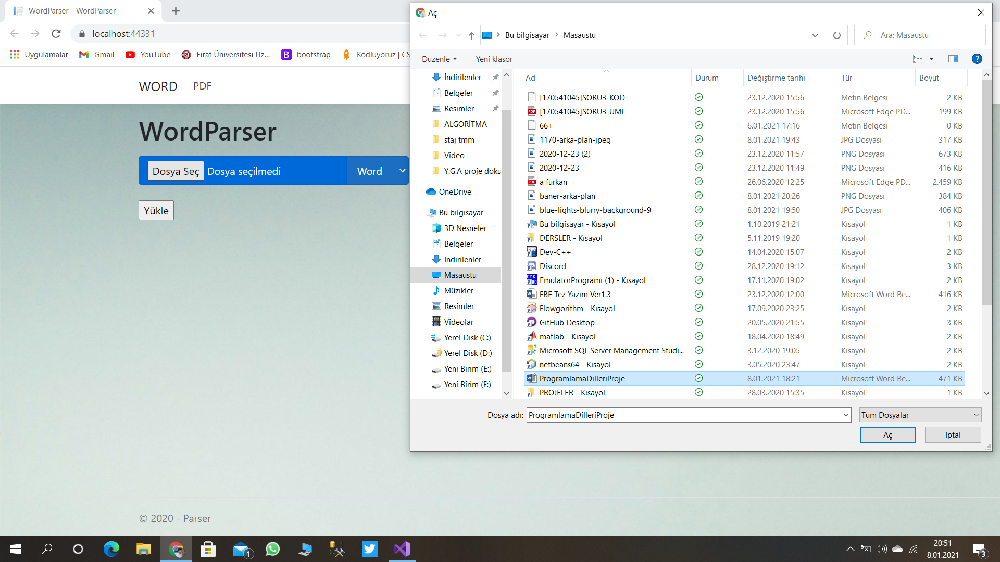 WordParser - WordParser
localhost:44331
Uygulamalar Gmail YouTube Fırat Üniversitesi Uz... bootstrap Kodluyoruz | CS
WORD PDF
WordParser
Dosya Seç Dosya seçilmedi Word
Yükle
© 2020 - Parser
Aç
Bu bilgisayar Masaüstü
Ara: Masaüstü
Düzenle Yeni klasör
İndirilenler
Belgeler
Resimler
ALGORİTMA
staj tmm
Video
Y.G.A proje dökü
OneDrive
Bu bilgisayar
3D Nesneler
Belgeler
İndirilenler
Masaüstü
Müzikler
Resimler
Videolar
Yerel Disk (C:)
Yerel Disk (D:)
Yeni Birim (E:)
Yeni Birim (F:)
Ad Durum Değiştirme tarihi Tür Boyut
[170541045]SORU3-KOD 23.12.2020 15:56 Metin Belgesi 2 KB
[170541045]SORU3-UML 23.12.2020 15:56 Microsoft Edge PD... 199 KB
66+ 6.01.2021 17:16 Metin Belgesi 0 KB
1170-arka-plan-jpeg 8.01.2021 19:43 JPG Dosyası 317 KB
2020-12-23 (2) 23.12.2020 11:57 PNG Dosyası 673 KB
2020-12-23 23.12.2020 11:49 PNG Dosyası 416 KB
a furkan 26.06.2020 12:25 Microsoft Edge PD... 2.459 KB
baner-arka-plan 8.01.2021 20:26 PNG Dosyası 384 KB
blue-lights-blurry-background-9 8.01.2021 19:50 JPG Dosyası 406 KB
Bu bilgisayar - Kısayol 1.10.2019 21:21 Kısayol 1 KB
DERSLER - Kısayol 5.11.2019 19:20 Kısayol 1 KB
Dev-C++ 14.04.2020 15:07 Kısayol 2 KB
Discord 28.12.2020 19:12 Kısayol 3 KB
EmulatorProgramı (1) - Kısayol 17.11.2020 19:02 Kısayol 2 KB
FBE Tez Yazım Ver1.3 23.12.2020 12:00 Microsoft Word Be... 416 KB
Flowgorithm - Kısayol 17.09.2020 23:25 Kısayol 2 KB
GitHub Desktop 20.05.2020 21:55 Kısayol 3 KB
matlab - Kısayol 18.04.2020 18:49 Kısayol 2 KB
Microsoft SQL Server Management Studi... 3.12.2020 19:05 Kısayol 2 KB
netbeans64 - Kısayol 3.05.2020 23:47 Kısayol 2 KB
ProgramlamaDilleriProje 8.01.2021 18:21 Microsoft Word Be... 471 KB
PROJELER - Kısayol 28.03.2020 15:35 Kısayol 1 KB
Dosya adı: ProgramlamaDilleriProje Tüm Dosyalar
Aç İptal
1
20:51
8.01.2021
3